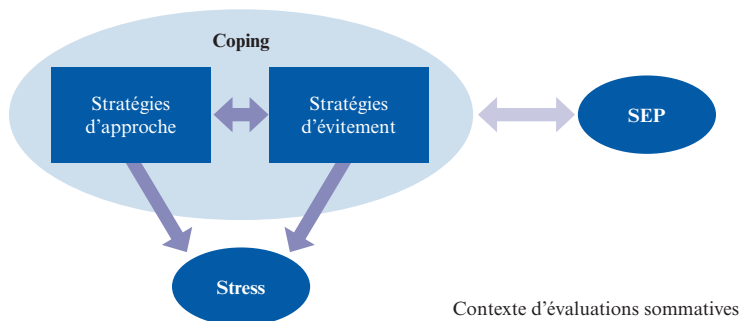 Coping
Stratégies
d'approche
Stratégies
d'évitement
SEP
Stress
Contexte d'évaluations sommatives